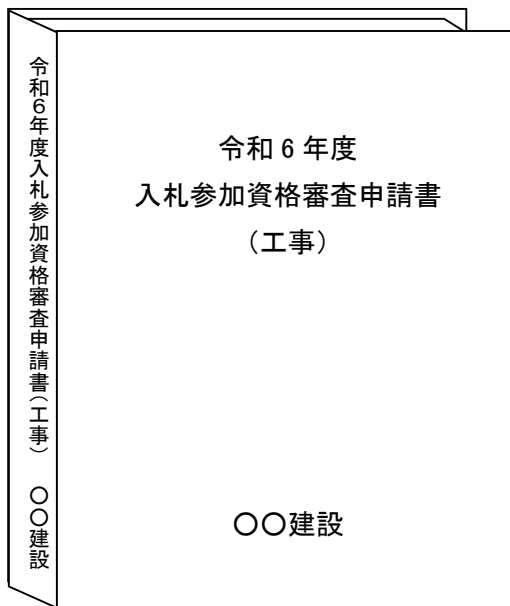 令和６年度入札参加資格審査申請書（工事）　〇〇建設
令和 6 年度
入札参加資格審査申請書
（工事）
〇〇建設